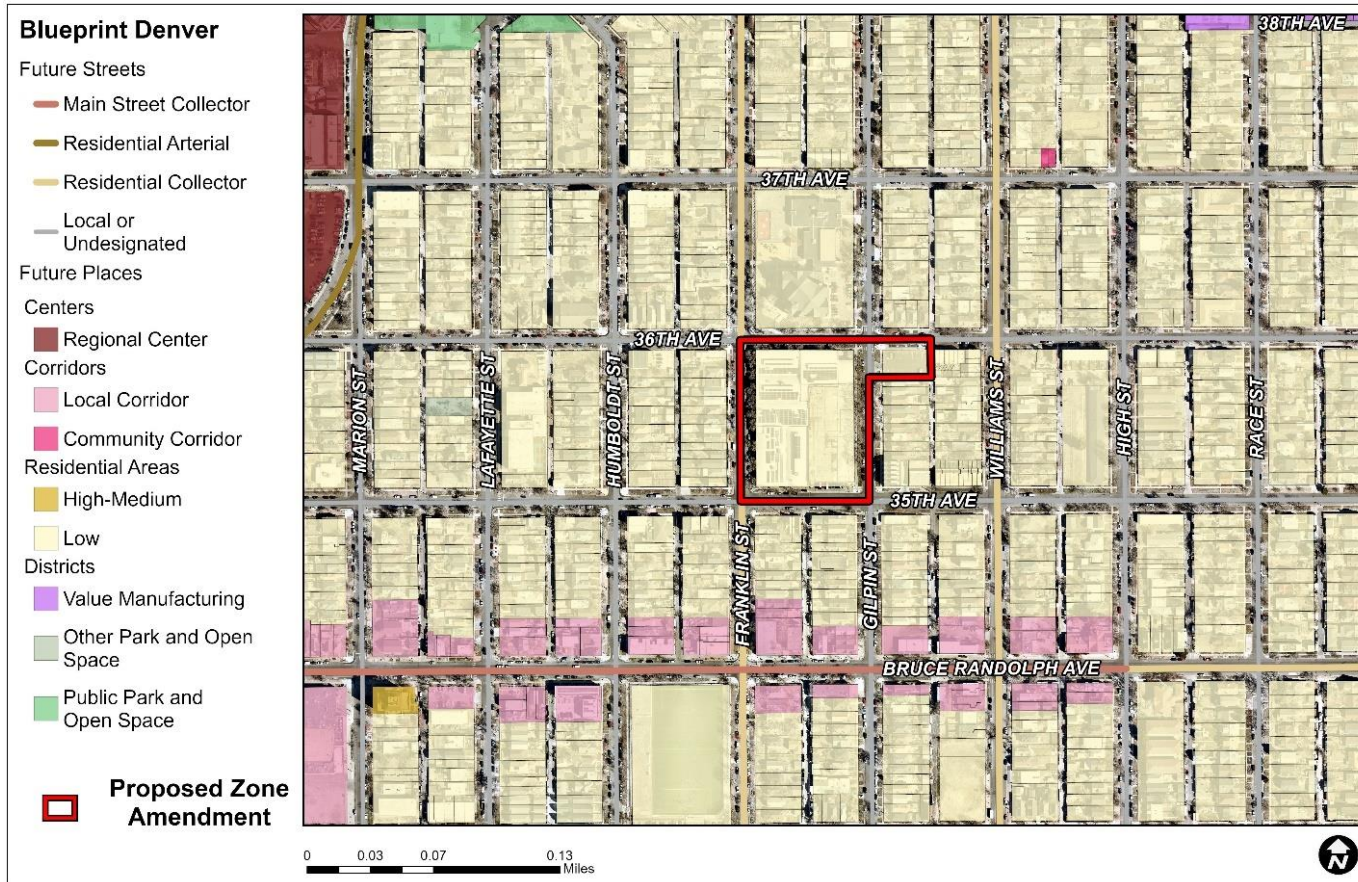 Blueprint Denver
Future Streets
Main Street Collector
Residential Arterial
Residential Collector
Local or
Undesignated
Future Places
Centers
Regional Center
Corridors
Local Corridor
Community Corridor
Residential Areas
High-Medium
Low
Districts
Value Manufacturing
Other Park and Open
Space
Public Park and
Open Space
Proposed Zone
Amendment
38TH AVE
37TH AVE
36TH AVE
MARION ST
LAFAYETTE ST
HUMBOLDT ST
WILLIAMS ST
HIGH ST
RACE ST
35TH AVE
FRANKLIN ST
GILPIN ST
BRUCE RANDOLPH AVE
0 0.03 0.07 0.13
Miles
N